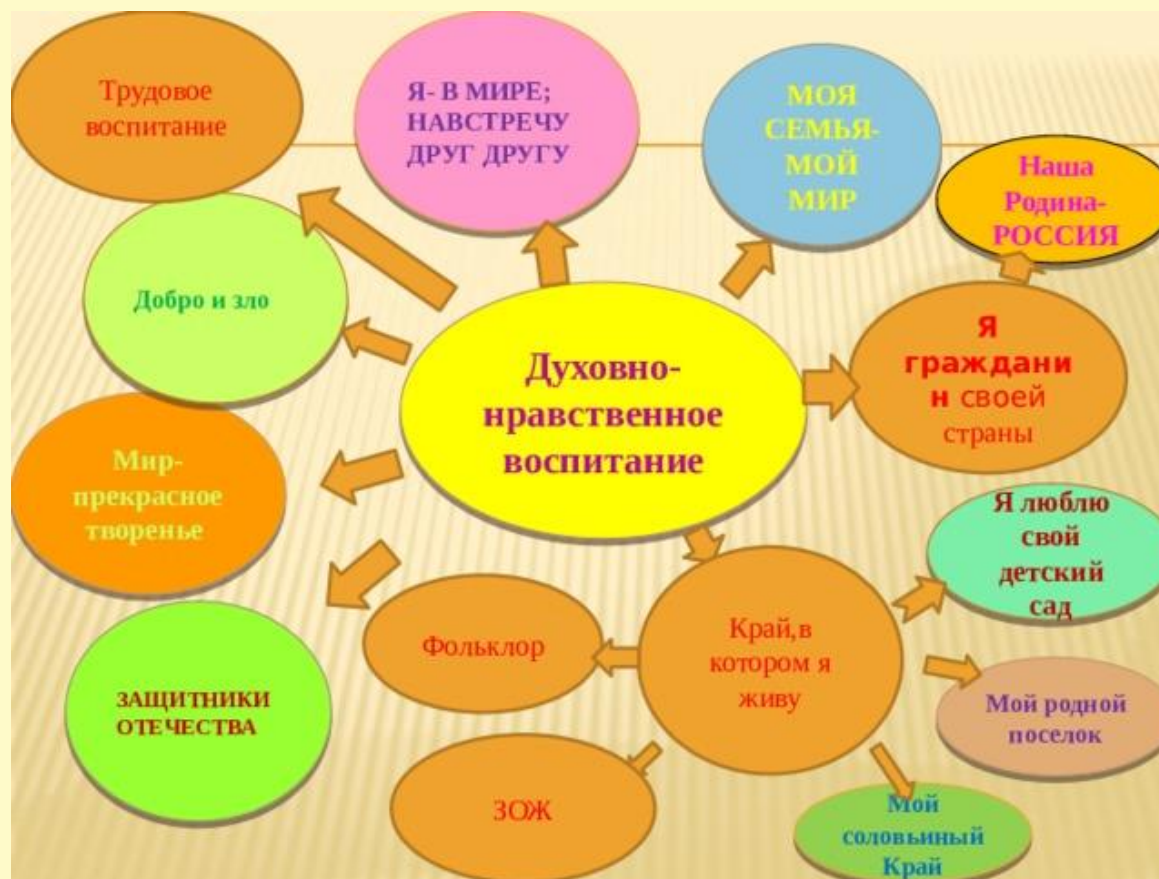 Трудовое
воспитание
Я- В МИРЕ;
НАВСТРЕЧУ
ДРУГ ДРУГУ
МОЯ
СЕМЬЯ-
МОЙ
МИР
Наша
Родина-
РОССИЯ
Добро и зло
Духовно-
нравственное
воспитание
Я
граждани
н своей
страны
Мир-
прекрасное
творенье
Я люблю
свой
детский
сад
ЗАЩИТНИКИ
ОТЕЧЕСТВА
Фольклор
Край,в
котором я
живу
Мой родной
поселок
ЗОЖ
Мой
соловьиный
Край